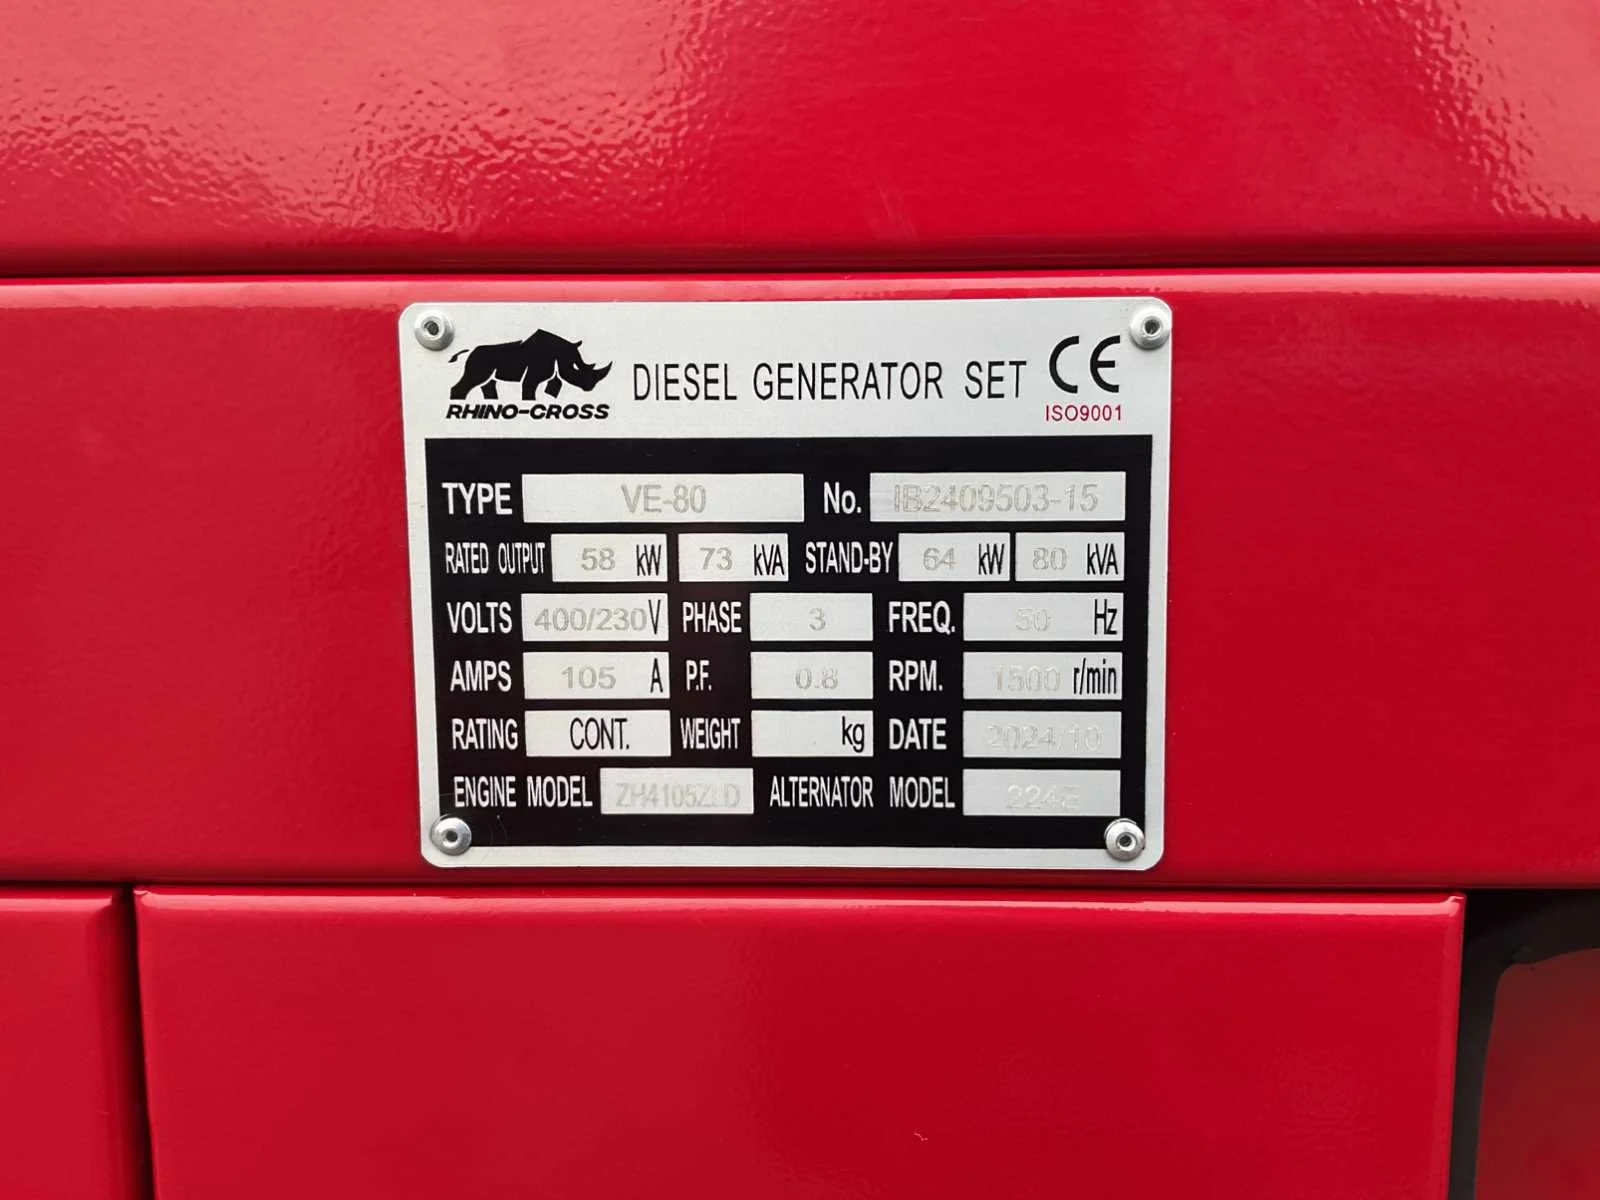 RHINO-CROSS DIESEL GENERATOR SET CE
ISO9001
TYPE VE-80 No. IB2409503-15
RATED OUTPUT 58 kW 73 kVA STAND-BY 64 kW 80 kVA
VOLTS 400/230 V PHASE 3 FREQ. 50 Hz
AMPS 105 A P.F. 0.8 RPM. 1500 r/min
RATING CONT. WEIGHT kg DATE 2024/10
ENGINE MODEL ALTERNATOR MODEL